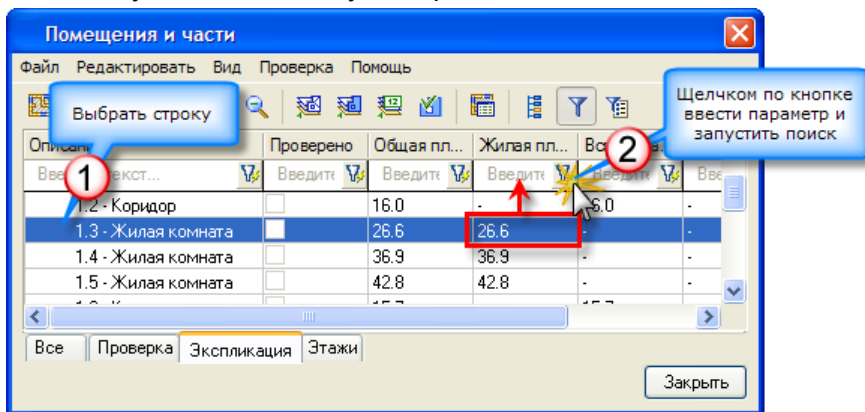 Помещения и части
Файл Редактировать Вид Проверка Помощь
Выбрать строку
Щелчком по кнопке
ввести параметр и
запустить поиск
Проверено Общая пл... Жилая пл...
1 2
екст... Введите Введите Введите
1.2 - Коридор 16.0 -
1.3 - Жилая комната 26.6 26.6 - -
1.4 - Жилая комната 36.9 36.9 - -
1.5 - Жилая комната 42.8 42.8 - -
Все Проверка Экспликация Этажи
Закрыть